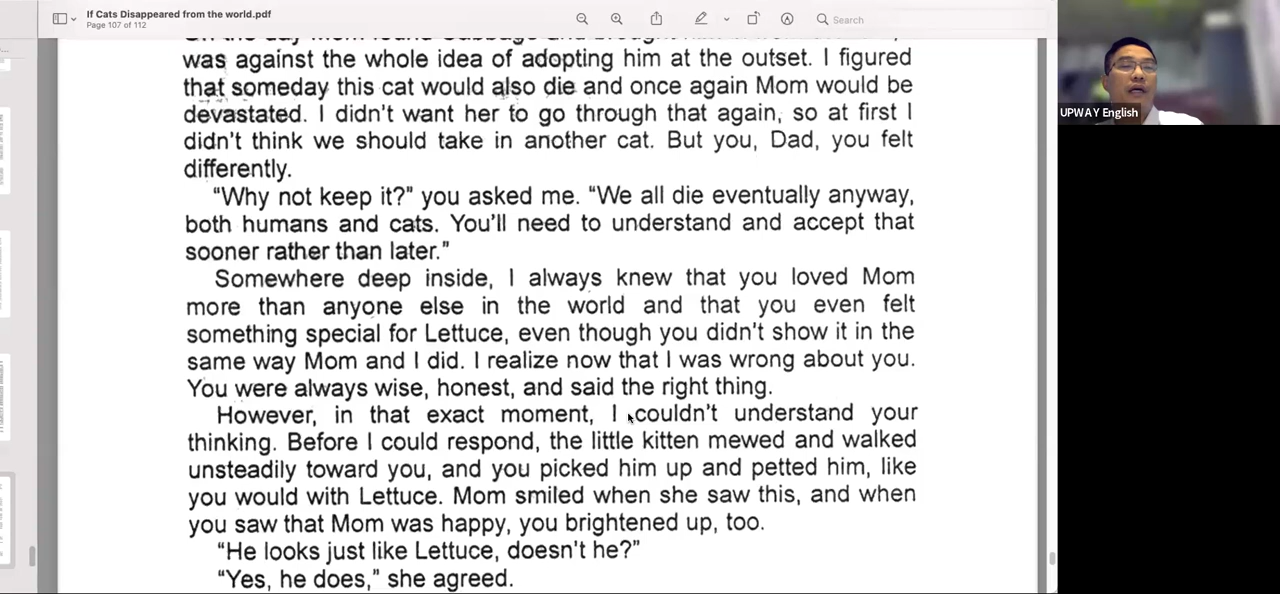 If Cats Disappeared from the world.pdf
Page 107 of 112
Search
UPWAY English
was against the whole idea of adopting him at the outset. I figured
that someday this cat would also die and once again Mom would be
devastated. I didn't want her to go through that again, so at first I
didn't think we should take in another cat. But you, Dad, you felt
differently.
“Why not keep it?” you asked me. “We all die eventually anyway,
both humans and cats. You'll need to understand and accept that
sooner rather than later.”
Somewhere deep inside, I always knew that you loved Mom
more than anyone else in the world and that you even felt
something special for Lettuce, even though you didn't show it in the
same way Mom and I did. I realize now that I was wrong about you.
You were always wise, honest, and said the right thing.
However, in that exact moment, I couldn't understand your
thinking. Before I could respond, the little kitten mewed and walked
unsteadily toward you, and you picked him up and petted him, like
you would with Lettuce. Mom smiled when she saw this, and when
you saw that Mom was happy, you brightened up, too.
“He looks just like Lettuce, doesn't he?”
“Yes, he does,” she agreed.